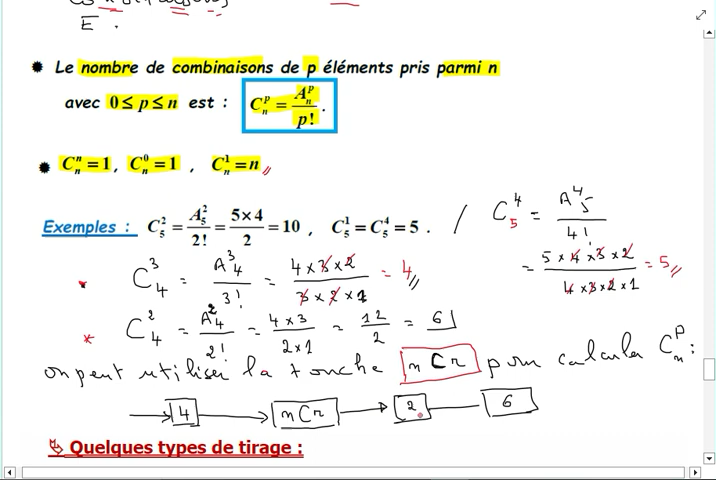 E .
Le nombre de combinaisons de p éléments pris parmi n
avec 0 ≤ p ≤ n est : C_n^p = A_n^p / p! .
C_n^n = 1 , C_n^0 = 1 , C_n^1 = n
Exemples : C_5^2 = A_5^2 / 2! = 5×4 / 2 = 10 , C_5^1 = C_5^4 = 5 . / C_5^4 = A_5^4 / 4!
= 5 × 4 × 3 × 2 / 4 × 3 × 2 × 1 = 5
C_4^3 = A_4^3 / 3! = 4 × 3 × 2 / 3 × 2 × 1 = 4
* C_4^2 = A_4^2 / 2! = 4 × 3 / 2 × 1 = 12 / 2 = 6
on peut utiliser la touche nCr pour calculer C_n^p :
4 nCr 2 6
Quelques types de tirage :